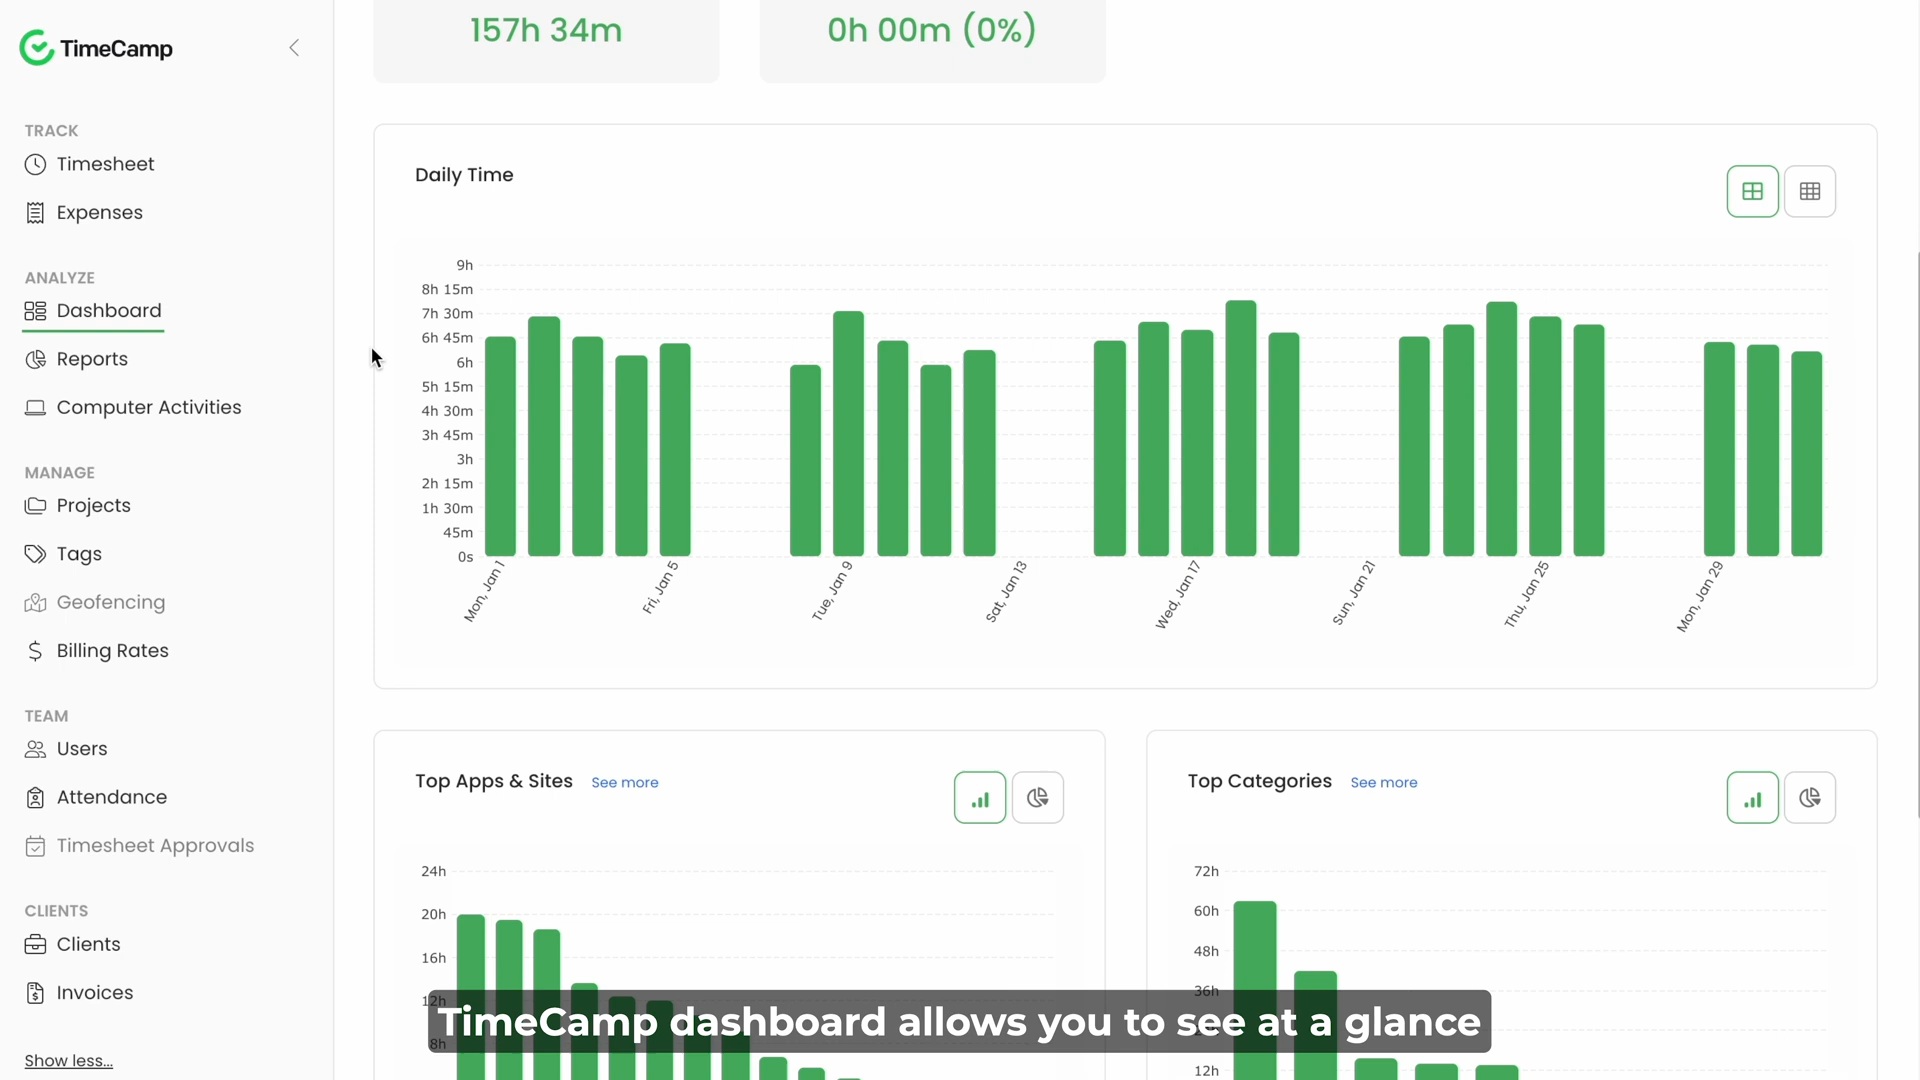 TimeCamp
157h 34m
0h 00m (0%)
TRACK
Timesheet
Expenses
ANALYZE
Dashboard
Reports
Computer Activities
MANAGE
Projects
Tags
Geofencing
Billing Rates
TEAM
Users
Attendance
Timesheet Approvals
CLIENTS
Clients
Invoices
Show less...
Daily Time
9h
8h 15m
7h 30m
6h 45m
6h
5h 15m
4h 30m
3h 45m
3h
2h 15m
1h 30m
45m
0s
Mon, Jan 1
Fri, Jan 5
Tue, Jan 9
Sat, Jan 13
Wed, Jan 17
Sun, Jan 21
Thu, Jan 25
Mon, Jan 29
Top Apps & Sites See more
24h
20h
16h
12h
8h
Top Categories See more
72h
60h
48h
36h
12h
TimeCamp dashboard allows you to see at a glance